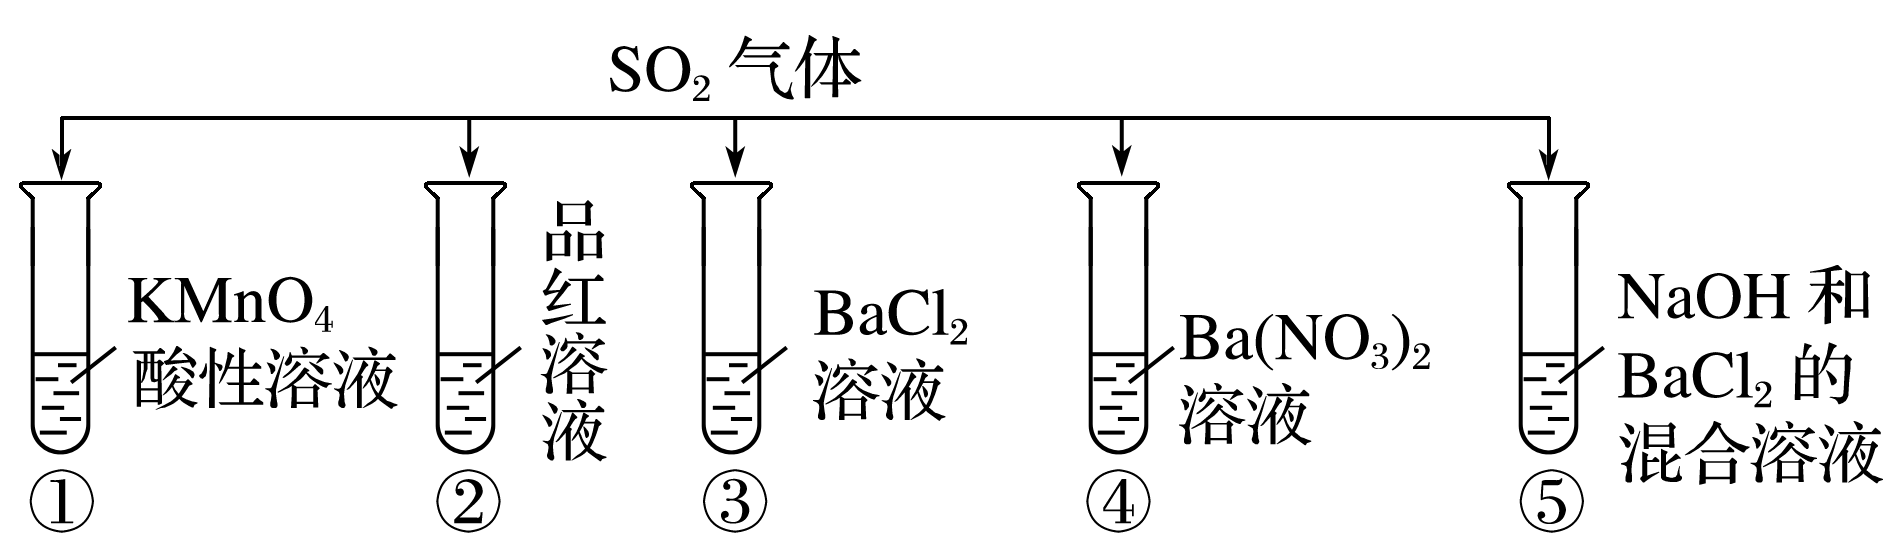 SO₂ 气体
KMnO₄
酸性溶液
品红溶液
BaCl₂
溶液
Ba(NO₃)₂
溶液
NaOH 和
BaCl₂ 的
混合溶液
① ② ③ ④ ⑤